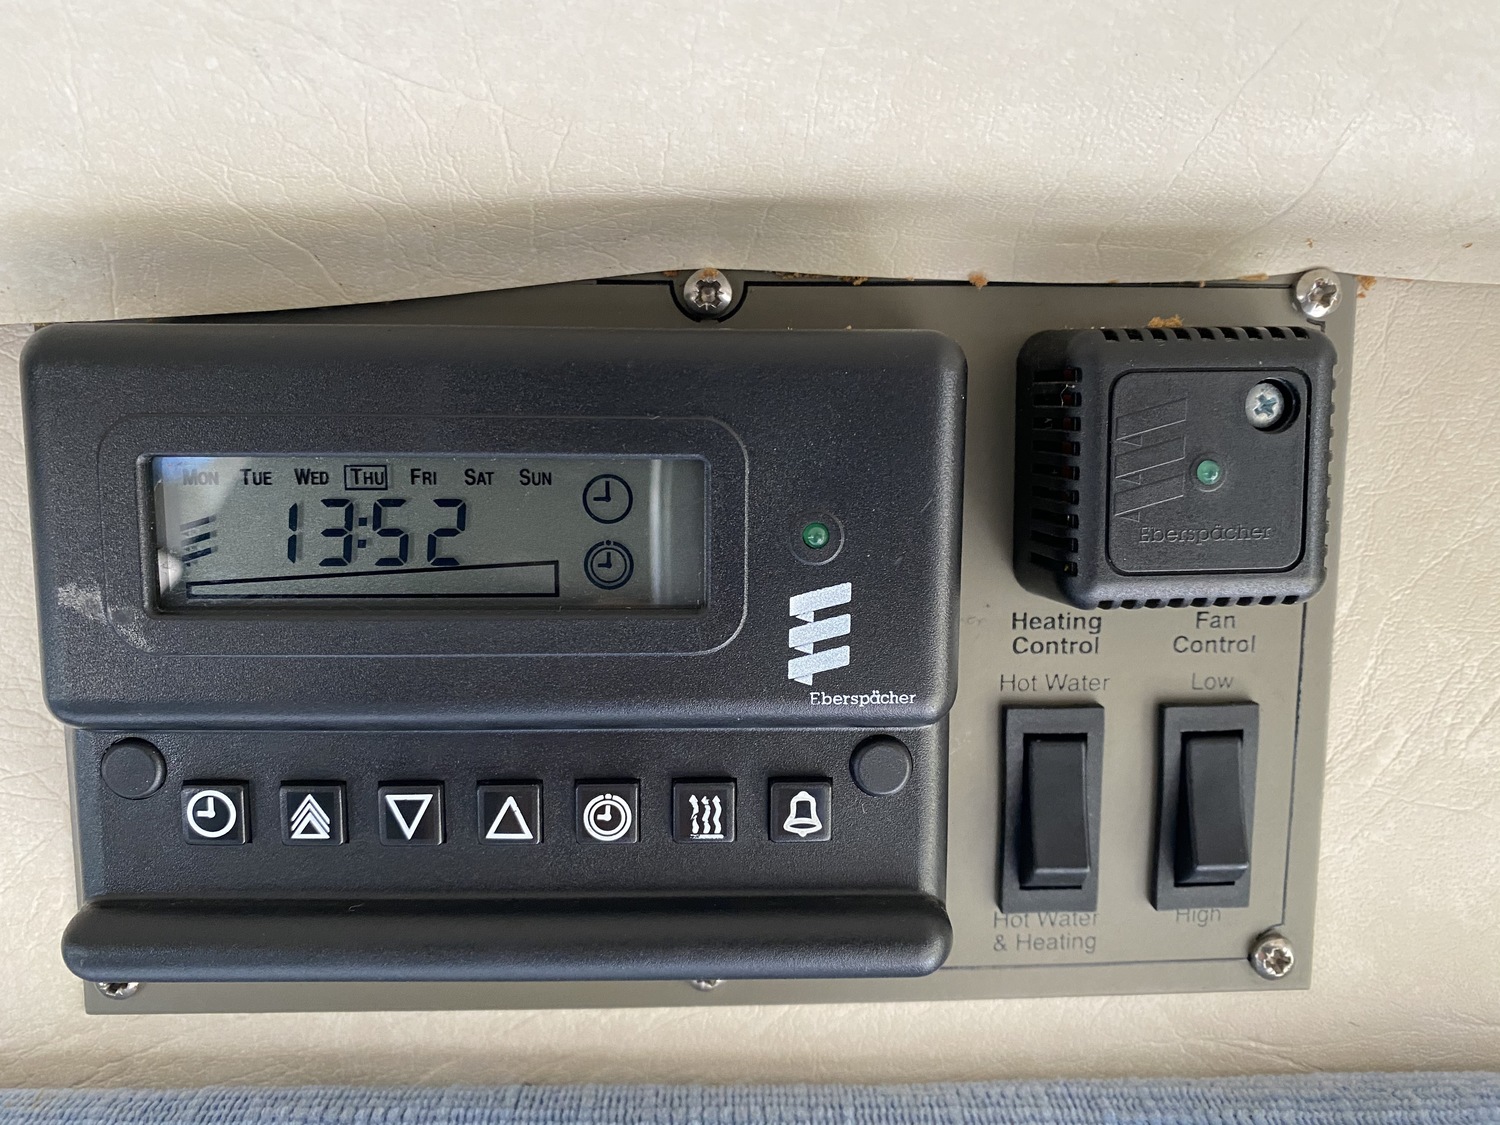 MON TUE WED THU FRI SAT SUN
13:52
Eberspächer
Eberspächer
Heating
Control
Fan
Control
Hot Water
Low
Hot Water
& Heating
High